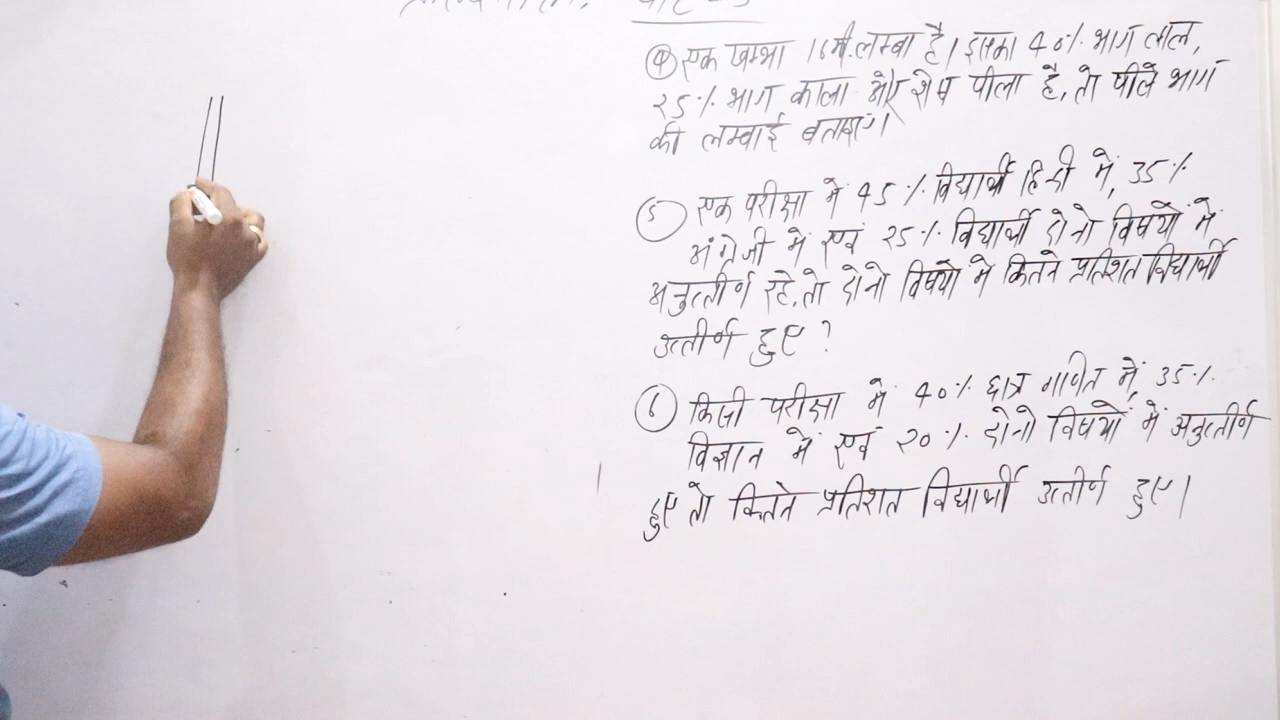 ④ एक खम्भा 16मी. लम्बा है। इसका 40% भाग लाल,
25% भाग काला और शेष पीला है, तो पीले भाग
की लम्बाई बताइए।
⑤ एक परीक्षा में 45% विद्यार्थी हिन्दी में, 35%
अंग्रेजी में एवं 25% विद्यार्थी दोनो विषयों में
अनुत्तीर्ण रहे, तो दोनो विषयों में कितने प्रतिशत विद्यार्थी
उत्तीर्ण हुए ?
⑥ किसी परीक्षा में 40% छात्र गणित में, 35%
विज्ञान में एवं 20% दोनो विषयों में अनुत्तीर्ण
हुए तो कितने प्रतिशत विद्यार्थी उत्तीर्ण हुए।